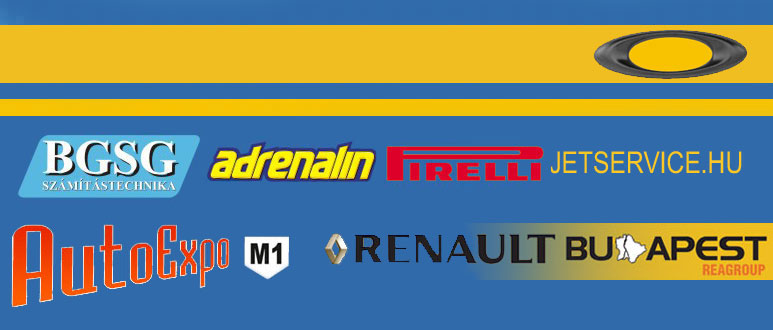 BGSG
SZÁMÍTÁSTECHNIKA
adrenalin
PIRELLI
JETSERVICE.HU
AutoExpo M1
RENAULT BUDAPEST
REAGROUP